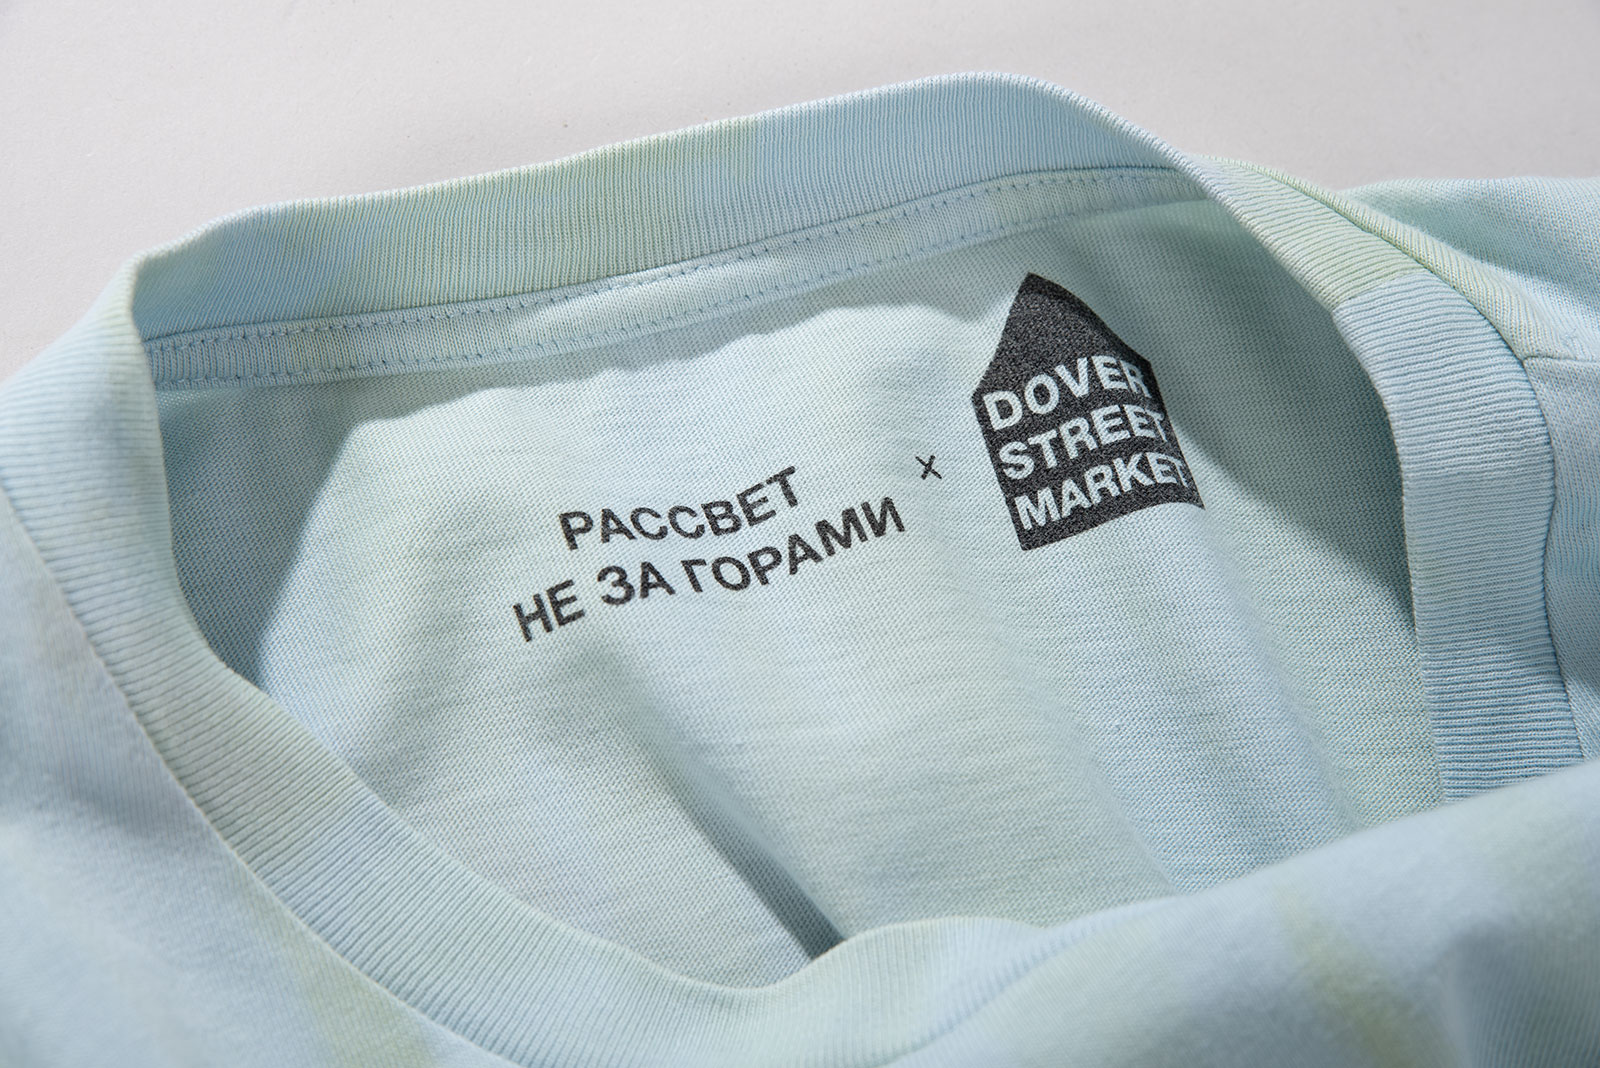 РАССВЕТ
НЕ ЗА ГОРАМИ
×
DOVER
STREET
MARKET